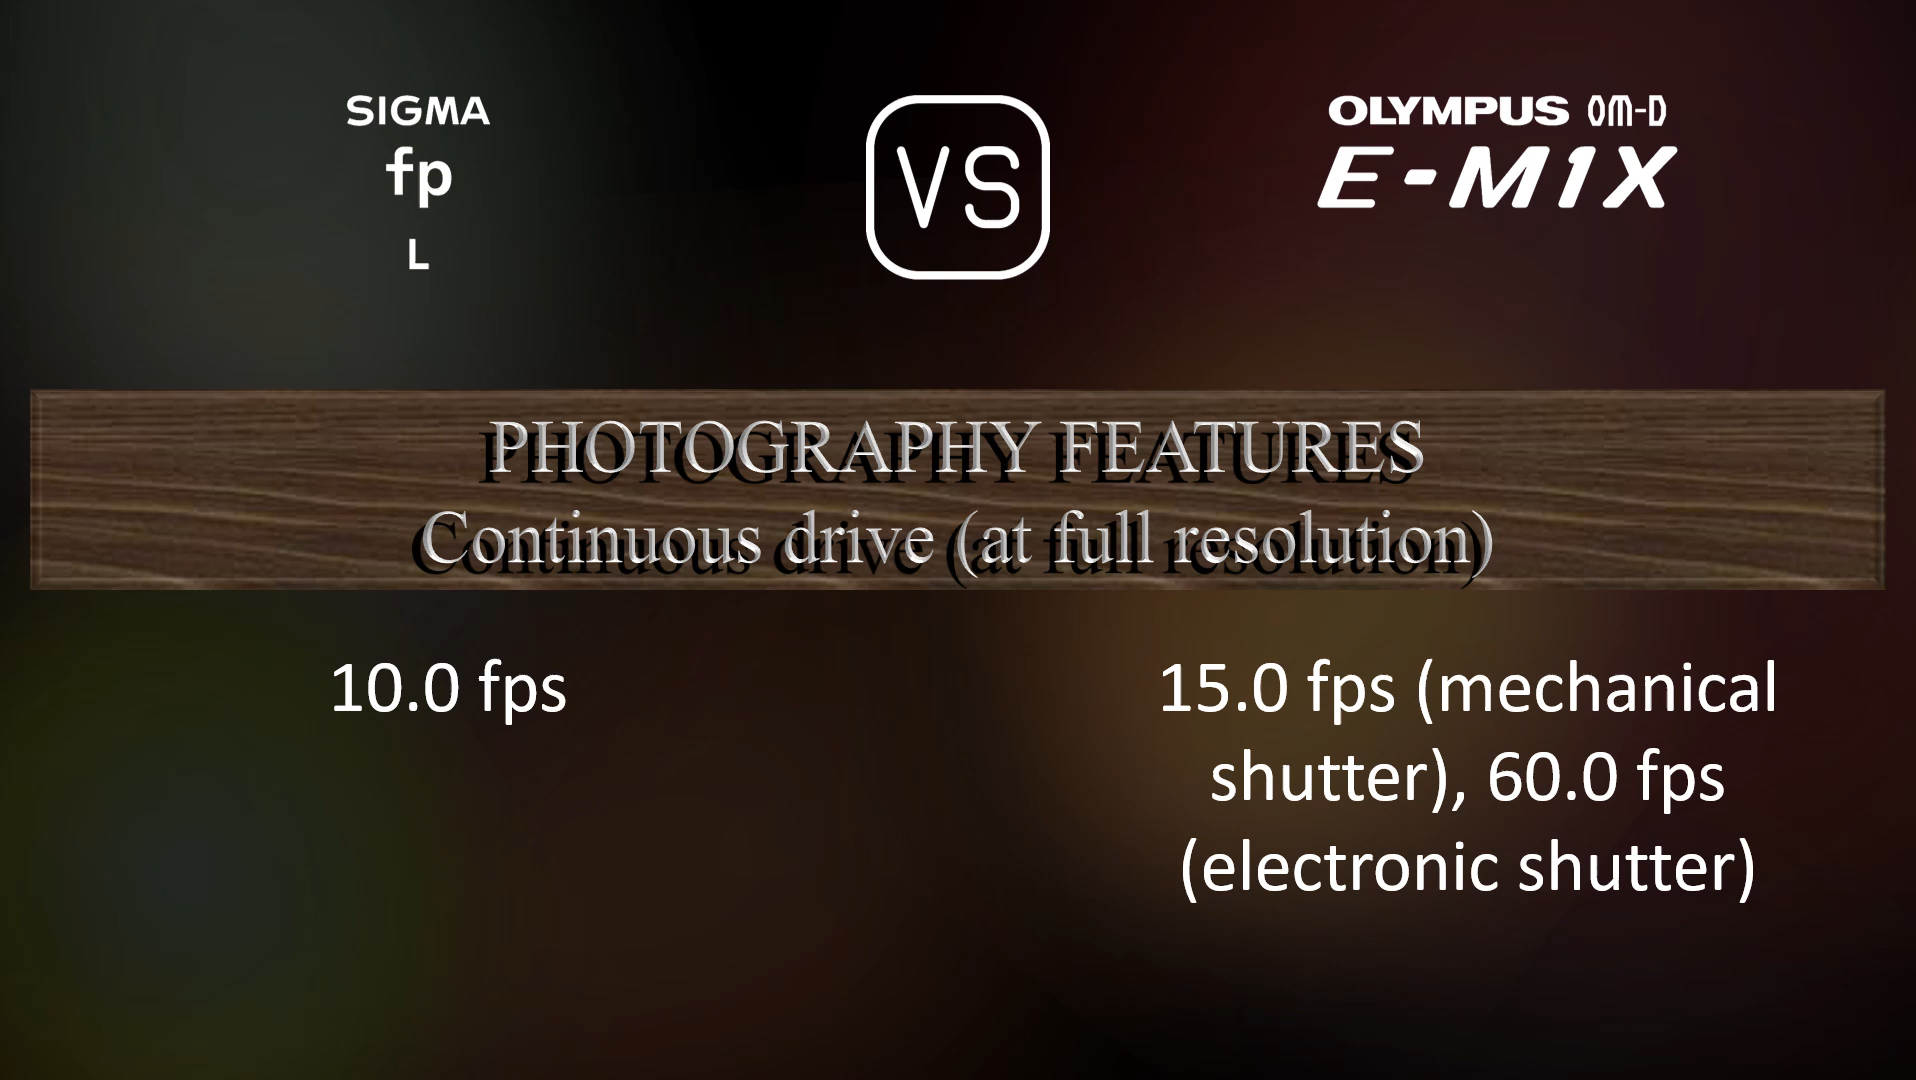 SIGMA
fp
L
VS
OLYMPUS OM-D
E-M1X
PHOTOGRAPHY FEATURES
Continuous drive (at full resolution)
10.0 fps
15.0 fps (mechanical
shutter), 60.0 fps
(electronic shutter)